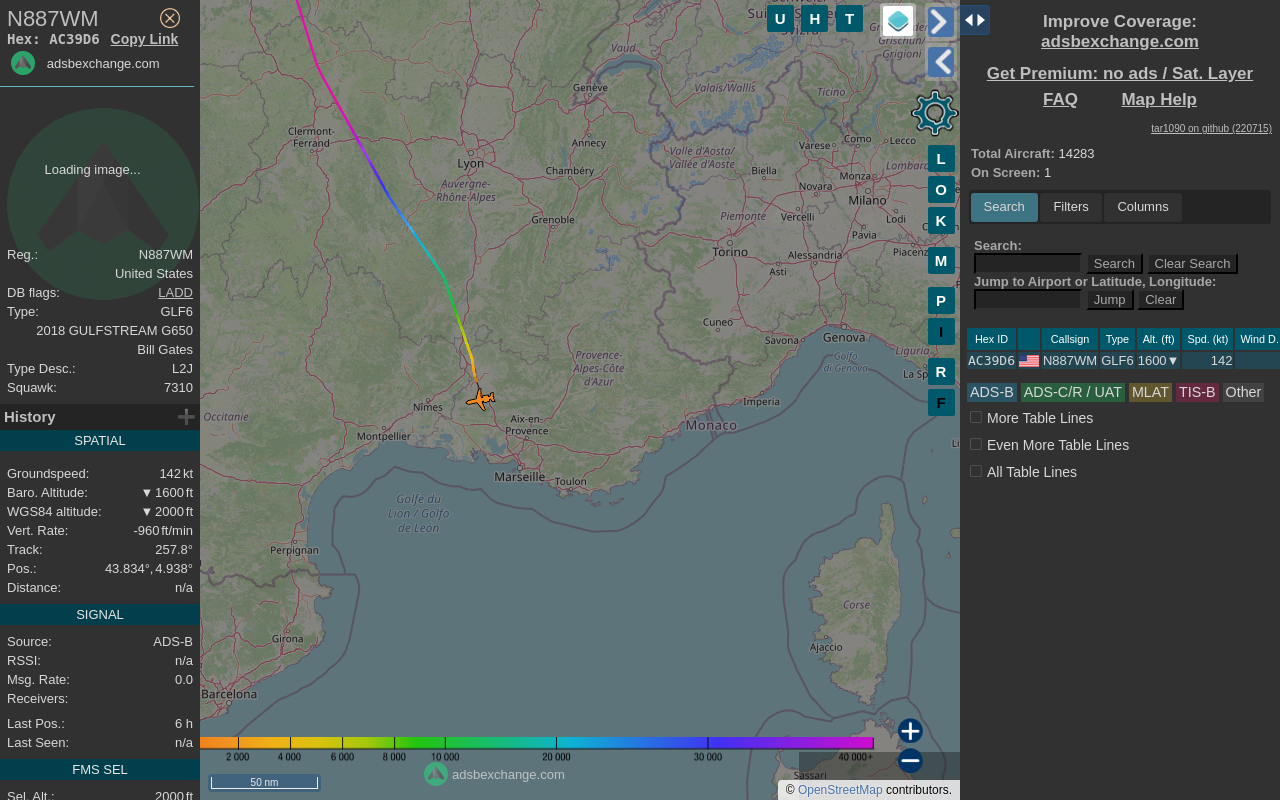 N887WM
Hex: AC39D6 Copy Link
adsbexchange.com
Loading image...
Reg.: N887WM
United States
DB flags: LADD
Type: GLF6
2018 GULFSTREAM G650
Bill Gates
Type Desc.: L2J
Squawk: 7310
History
SPATIAL
Groundspeed: 142 kt
Baro. Altitude: ▼ 1600 ft
WGS84 altitude: ▼ 2000 ft
Vert. Rate: -960 ft/min
Track: 257.8°
Pos.: 43.834°, 4.938°
Distance: n/a
SIGNAL
Source: ADS-B
RSSI: n/a
Msg. Rate: 0.0
Receivers:
Last Pos.: 6 h
Last Seen: n/a
FMS SEL
Sel. Alt.: 2000 ft
U H T
Vaud
Genève
Valais/Wallis
Grischun/
Grigioni
Ticino
Clermont-
Ferrand
Lyon
Annecy
Chambéry
Valle d'Aosta/
Vallée d'Aoste
Biella
Varese
Como
Lecco
Monza
Novara
Milano
Auvergne-
Rhône-Alpes
Grenoble
Piemonte
Vercelli
Lodi
Pavia
Torino
Alessandria
Asti
Cuneo
Savona
Genova
Golfo
di Genova
Liguria
La Sp
Provence-
Alpes-Côte
d'Azur
Imperia
Monaco
Occitanie
Nîmes
Montpellier
Aix-en-
Provence
Marseille
Toulon
Golfe du
Lion / Golfo
de León
Perpignan
Girona
Barcelona
Corse
Ajaccio
Sassari
L
O
K
M
P
I
R
F
2 000 4 000 6 000 8 000 10 000 20 000 30 000 40 000+
50 nm
adsbexchange.com
© OpenStreetMap contributors.
Improve Coverage:
adsbexchange.com
Get Premium: no ads / Sat. Layer
FAQ Map Help
tar1090 on github (220715)
Total Aircraft: 14283
On Screen: 1
Search Filters Columns
Search:
Search Clear Search
Jump to Airport or Latitude, Longitude:
Jump Clear
Hex ID Callsign Type Alt. (ft) Spd. (kt) Wind D.
AC39D6 N887WM GLF6 1600▼ 142
ADS-B ADS-C/R / UAT MLAT TIS-B Other
More Table Lines
Even More Table Lines
All Table Lines